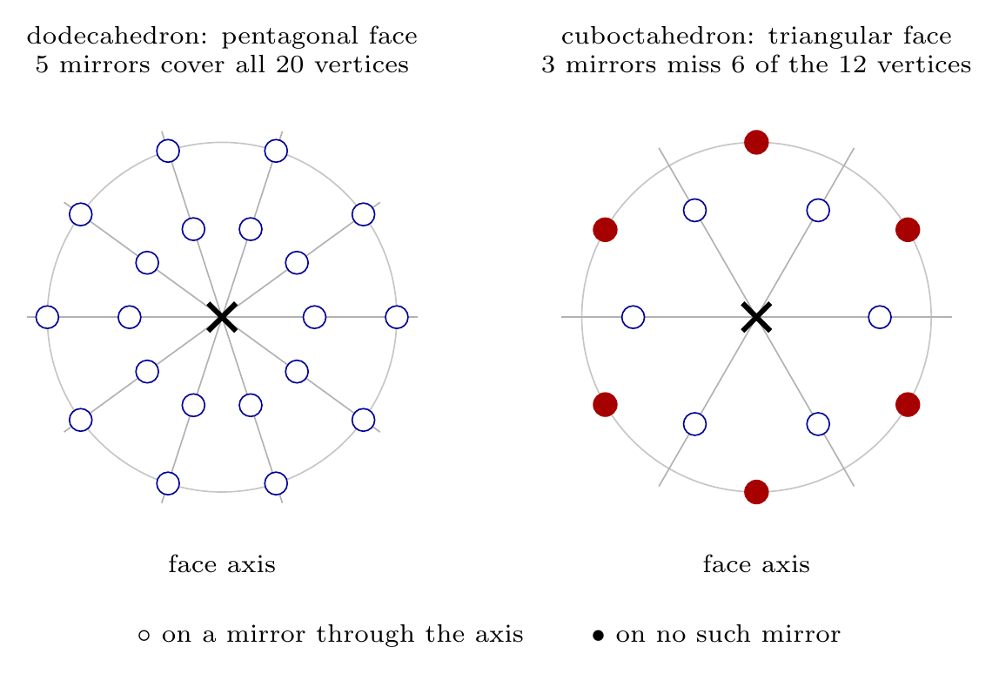 dodecahedron: pentagonal face
5 mirrors cover all 20 vertices
cuboctahedron: triangular face
3 mirrors miss 6 of the 12 vertices
face axis
face axis
on a mirror through the axis
on no such mirror